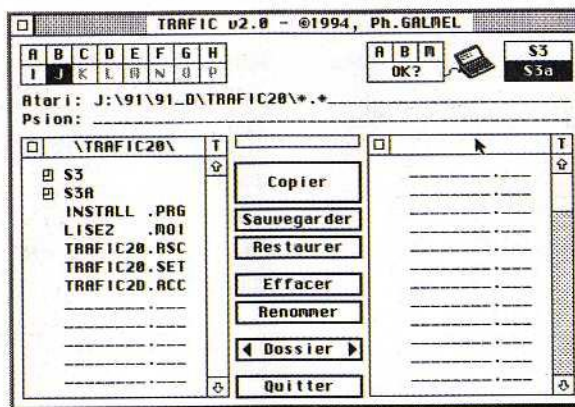 TRAFIC v2.0 - ©1994, Ph.GALMEL
A B C D E F G H
I J K L M N O P
A B M
OK?
S3
S3a
Atari: J:\91\91_D\TRAFIC20\*.*
Psion:
\TRAFIC20\ T
S3
S3A
INSTALL .PRG
LISEZ .MOI
TRAFIC20.RSC
TRAFIC20.SET
TRAFIC2D.ACC
Copier
Sauvegarder
Restaurer
Effacer
Renommer
Dossier
Quitter
T